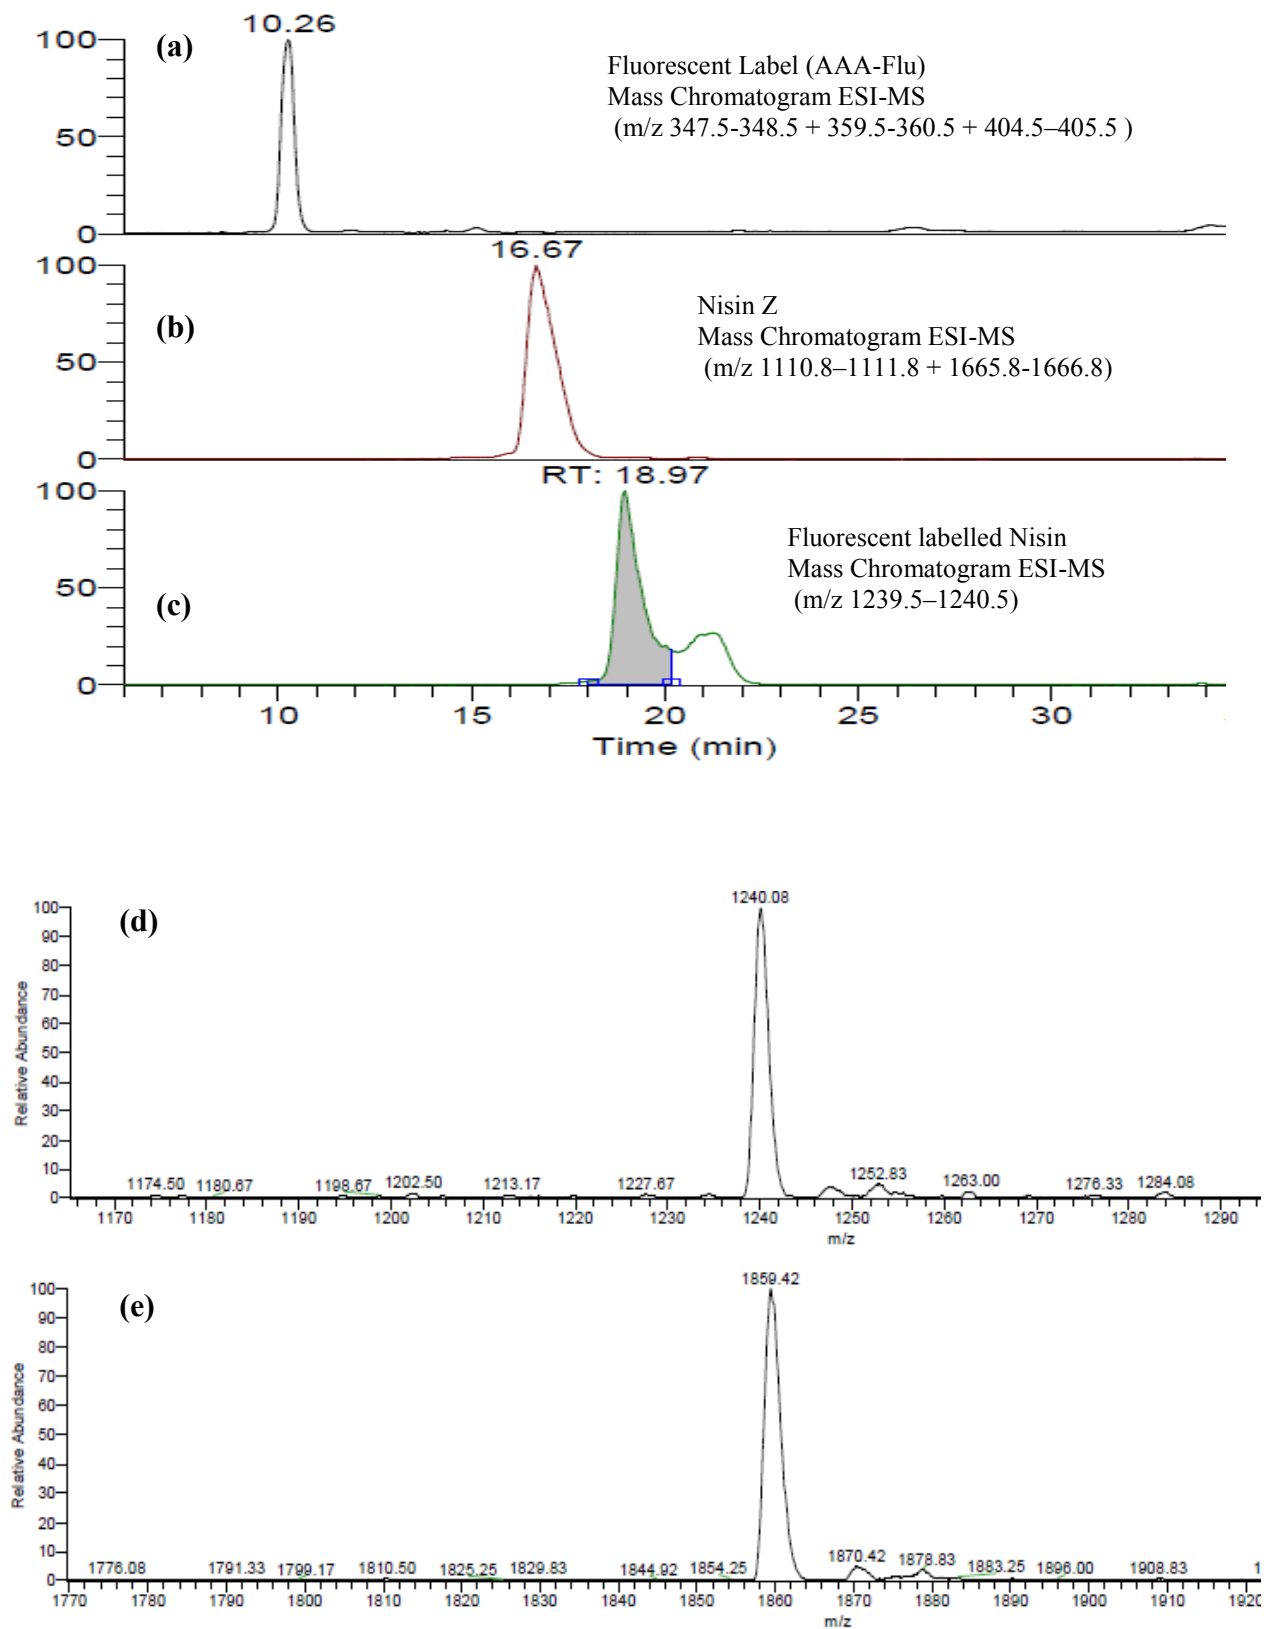 10.26
(a)
100
50
0
Fluorescent Label (AAA-Flu)
Mass Chromatogram ESI-MS
(m/z 347.5-348.5 + 359.5-360.5 + 404.5–405.5 )
16.67
(b)
100
50
0
Nisin Z
Mass Chromatogram ESI-MS
(m/z 1110.8–1111.8 + 1665.8-1666.8)
RT: 18.97
(c)
100
50
0
Fluorescent labelled Nisin
Mass Chromatogram ESI-MS
(m/z 1239.5–1240.5)
10 15 20 25 30
Time (min)
(d)
1240.08
100
90
80
70
60
50
40
30
20
10
0
Relative Abundance
1174.50 1180.67 1198.67 1202.50 1213.17 1227.67 1252.83 1263.00 1276.33 1284.08
1170 1180 1190 1200 1210 1220 1230 1240 1250 1260 1270 1280 1290
m/z
(e)
1859.42
100
90
80
70
60
50
40
30
20
10
0
Relative Abundance
1776.08 1791.33 1799.17 1810.50 1825.25 1829.83 1844.92 1854.25 1870.42 1878.83 1883.25 1896.00 1908.83 1
1770 1780 1790 1800 1810 1820 1830 1840 1850 1860 1870 1880 1890 1900 1910 1920
m/z